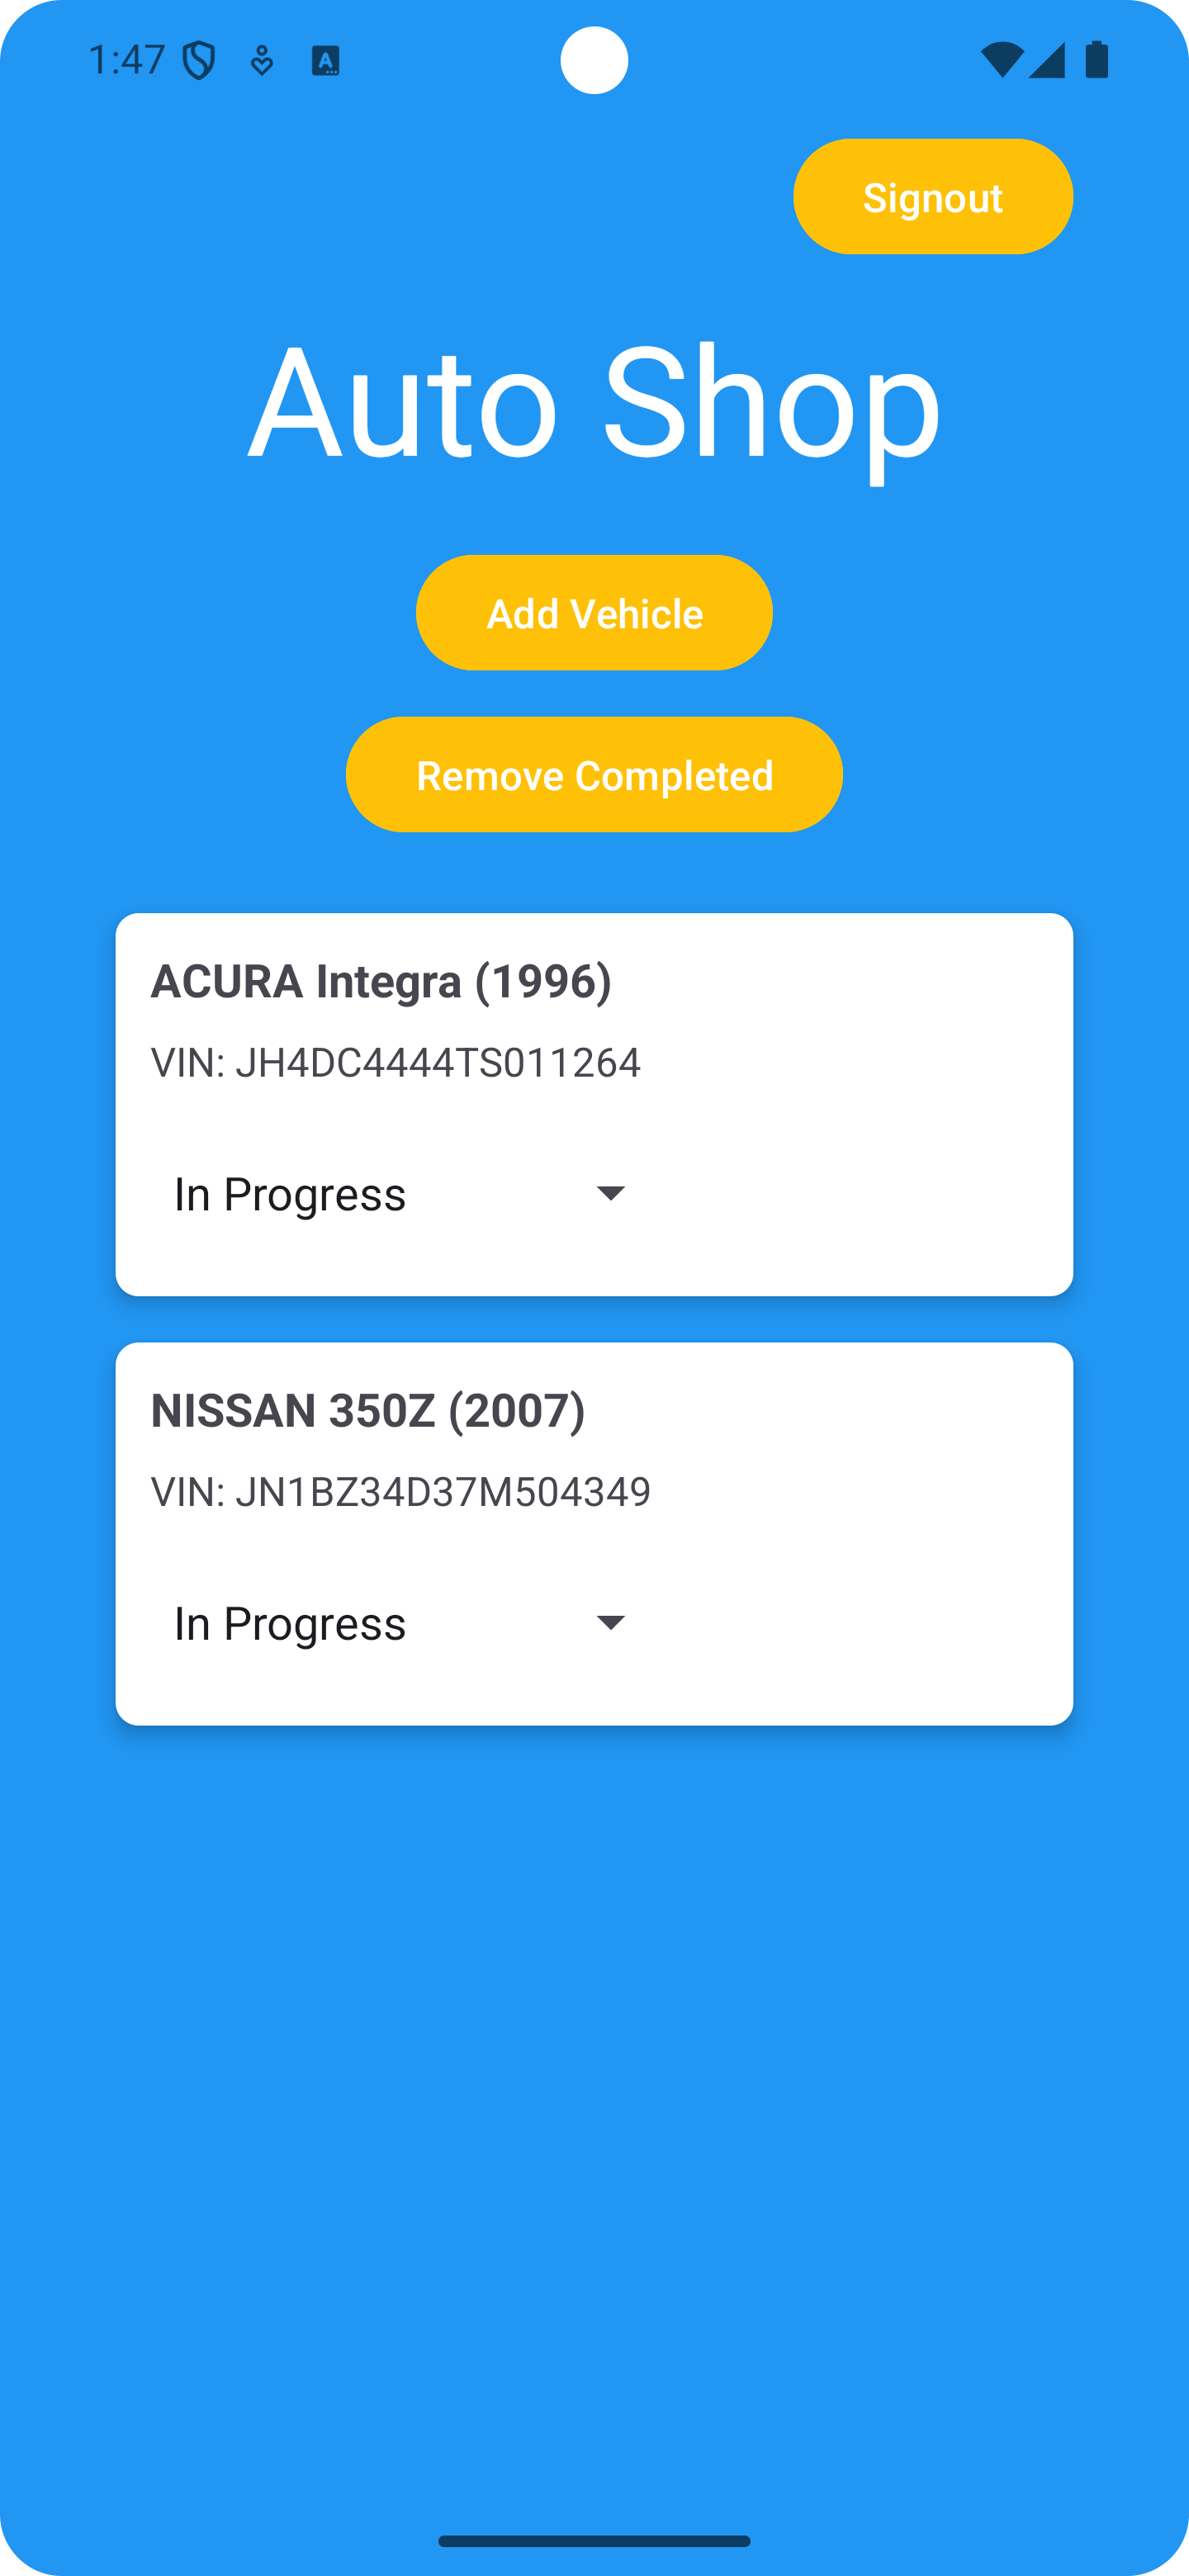 1:47
Signout
Auto Shop
Add Vehicle
Remove Completed
ACURA Integra (1996)
VIN: JH4DC4444TS011264
In Progress
NISSAN 350Z (2007)
VIN: JN1BZ34D37M504349
In Progress